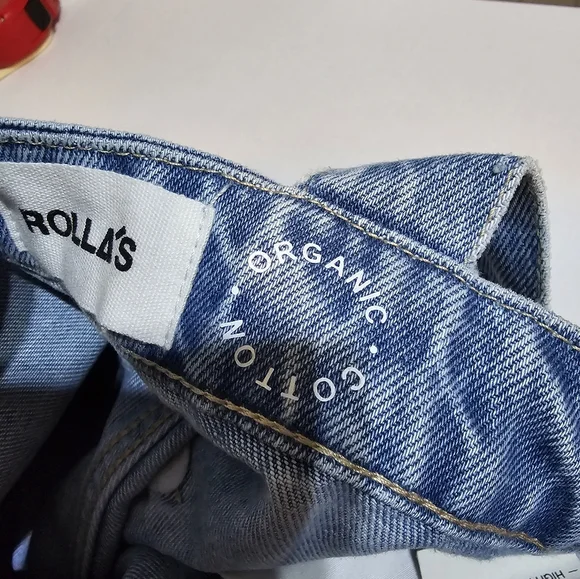 ROLLA'S
• ORGANIC •
COTTON